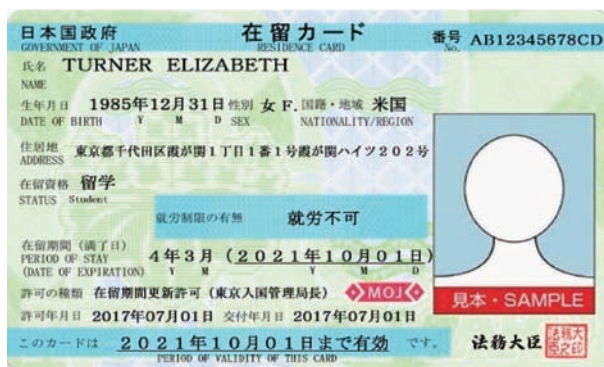 日本国政府 在留カード 番号 AB12345678CD
GOVERNMENT OF JAPAN RESIDENCE CARD No.
氏名 TURNER ELIZABETH
NAME
生年月日 1985年12月31日 性別 女 F. 国籍・地域 米国
DATE OF BIRTH Y M D SEX NATIONALITY/REGION
住居地 東京都千代田区霞が関1丁目1番1号霞が関ハイツ202号
ADDRESS
在留資格 留学
STATUS Student
就労制限の有無 就労不可
在留期間(満了日) 4年3月(2021年10月01日)
PERIOD OF STAY
(DATE OF EXPIRATION) Y M Y M D
許可の種類 在留期間更新許可(東京入国管理局長) MOJ
見本・SAMPLE
許可年月日 2017年07月01日 交付年月日 2017年07月01日
このカードは 2021年10月01日まで有効 です。
PERIOD OF VALIDITY OF THIS CARD
法務大臣 法務大臣之印